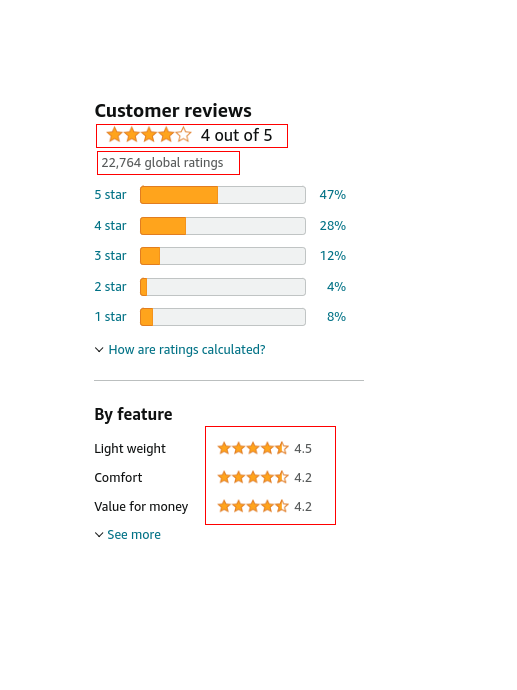 Customer reviews
4 out of 5
22,764 global ratings
5 star 47%
4 star 28%
3 star 12%
2 star 4%
1 star 8%
How are ratings calculated?
By feature
Light weight 4.5
Comfort 4.2
Value for money 4.2
See more